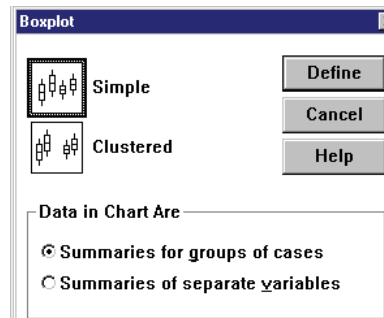 Boxplot
Simple
Define
Cancel
Clustered
Help
Data in Chart Are
Summaries for groups of cases
Summaries of separate variables